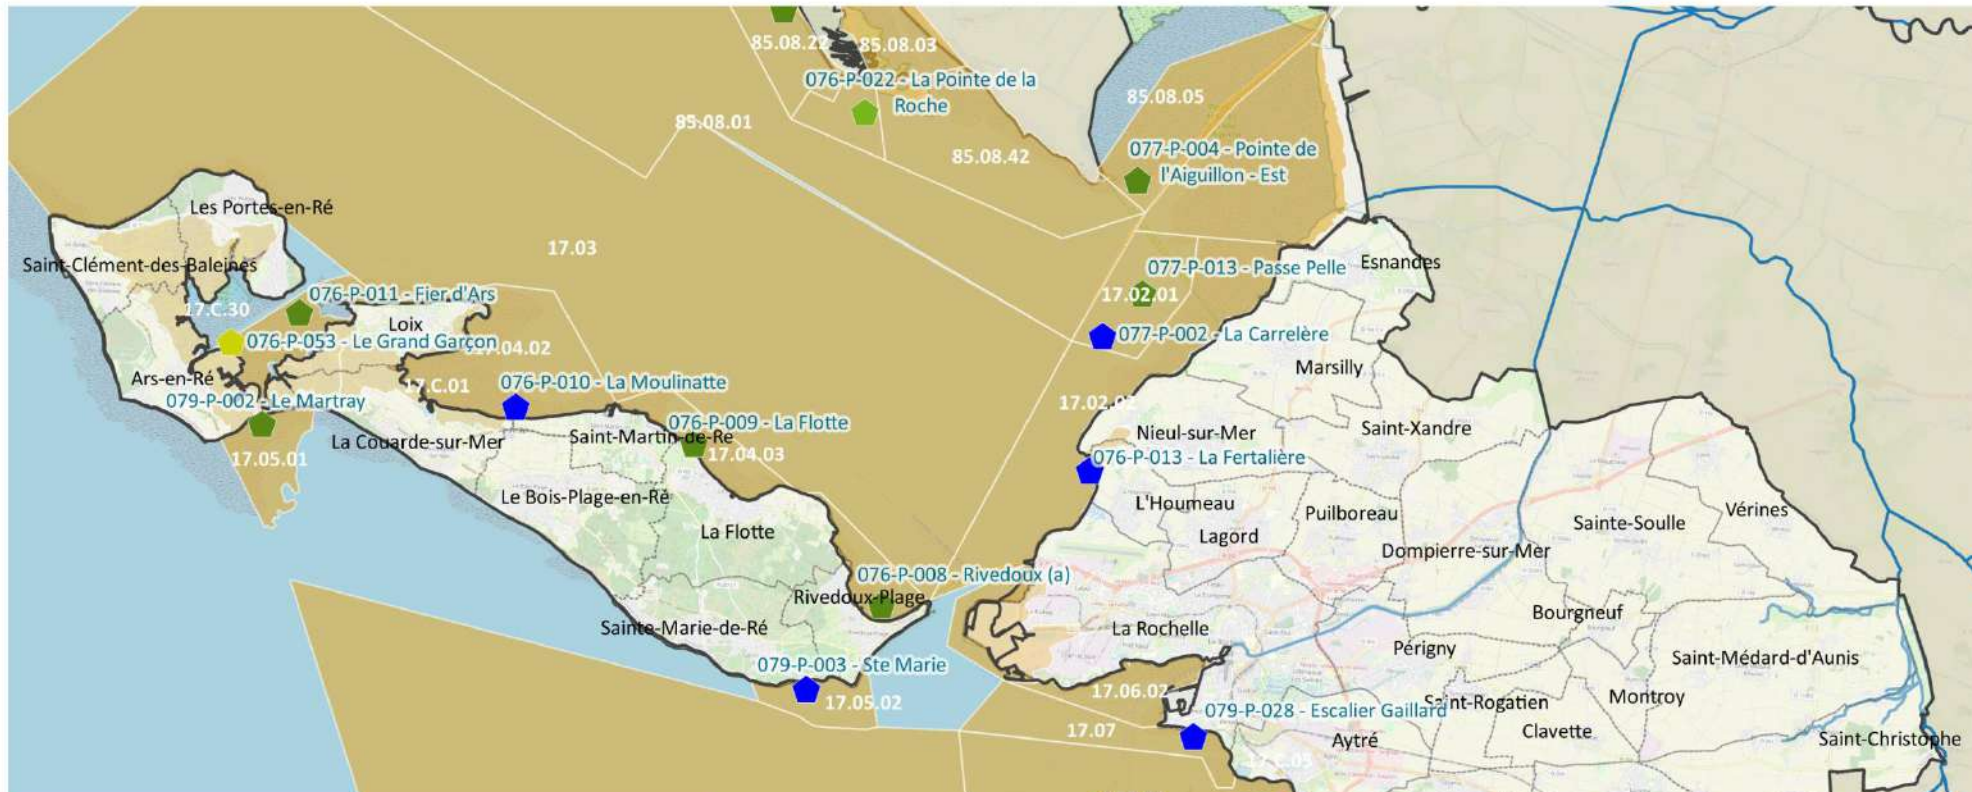 85.08.22
85.08.03
076-P-022 - La Pointe de la
Roche
85.08.01
85.08.05
85.08.42
077-P-004 - Pointe de
l'Aiguillon - Est
Les Portes-en-Ré
17.03
Saint-Clément-des-Baleines
Esnandes
077-P-013 - Passe Pelle
17.02.01
076-P-011 - Fier d'Ars
17.C.30
Loix
077-P-002 - La Carrelère
076-P-053 - Le Grand Garçon
17.04.02
Marsilly
Ars-en-Ré
17.C.01
076-P-010 - La Moulinatte
079-P-002 - Le Martray
17.02.02
076-P-009 - La Flotte
Saint-Martin-de-Ré
La Couarde-sur-Mer
Nieul-sur-Mer
Saint-Xandre
17.05.01
17.04.03
076-P-013 - La Fertalière
Le Bois-Plage-en-Ré
L'Houmeau
Puilboreau
Sainte-Soulle
Vérines
La Flotte
Lagord
Dompierre-sur-Mer
076-P-008 - Rivedoux (a)
Rivedoux-Plage
Bourgneuf
Sainte-Marie-de-Ré
La Rochelle
Périgny
Saint-Médard-d'Aunis
079-P-003 - Ste Marie
17.05.02
17.06.02
Saint-Rogatien
Montroy
079-P-028 - Escalier Gaillard
17.07
Clavette
Aytré
Saint-Christophe
17.C.05